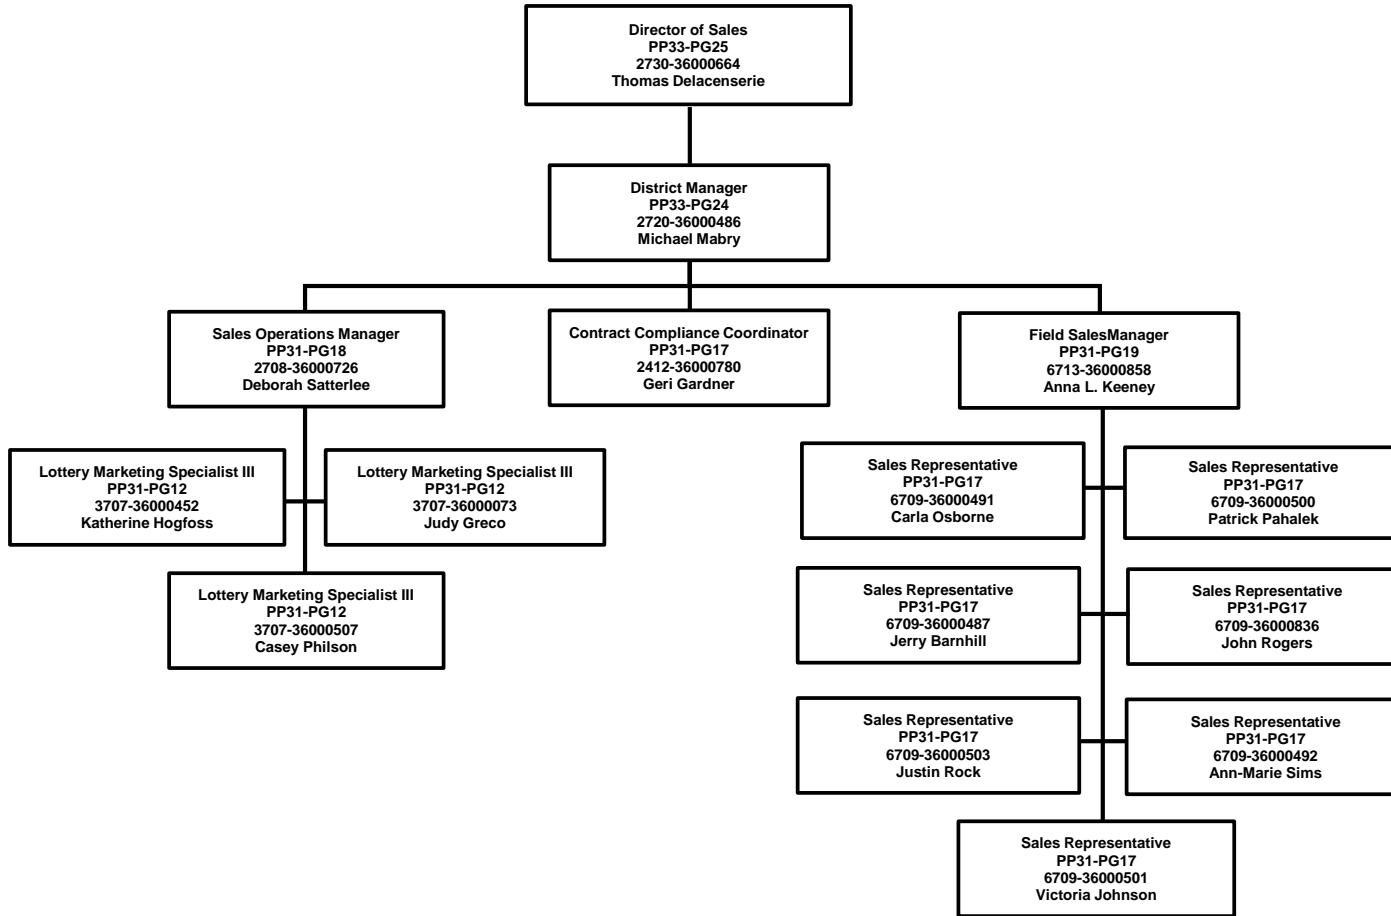 Director of Sales
PP33-PG25
2730-36000664
Thomas Delacenserie
District Manager
PP33-PG24
2720-36000486
Michael Mabry
Sales Operations Manager
PP31-PG18
2708-36000726
Deborah Satterlee
Contract Compliance Coordinator
PP31-PG17
2412-36000780
Geri Gardner
Field SalesManager
PP31-PG19
6713-36000858
Anna L. Keeney
Lottery Marketing Specialist III
PP31-PG12
3707-36000452
Katherine Hogfoss
Lottery Marketing Specialist III
PP31-PG12
3707-36000073
Judy Greco
Lottery Marketing Specialist III
PP31-PG12
3707-36000507
Casey Philson
Sales Representative
PP31-PG17
6709-36000491
Carla Osborne
Sales Representative
PP31-PG17
6709-36000500
Patrick Pahalek
Sales Representative
PP31-PG17
6709-36000487
Jerry Barnhill
Sales Representative
PP31-PG17
6709-36000836
John Rogers
Sales Representative
PP31-PG17
6709-36000503
Justin Rock
Sales Representative
PP31-PG17
6709-36000492
Ann-Marie Sims
Sales Representative
PP31-PG17
6709-36000501
Victoria Johnson